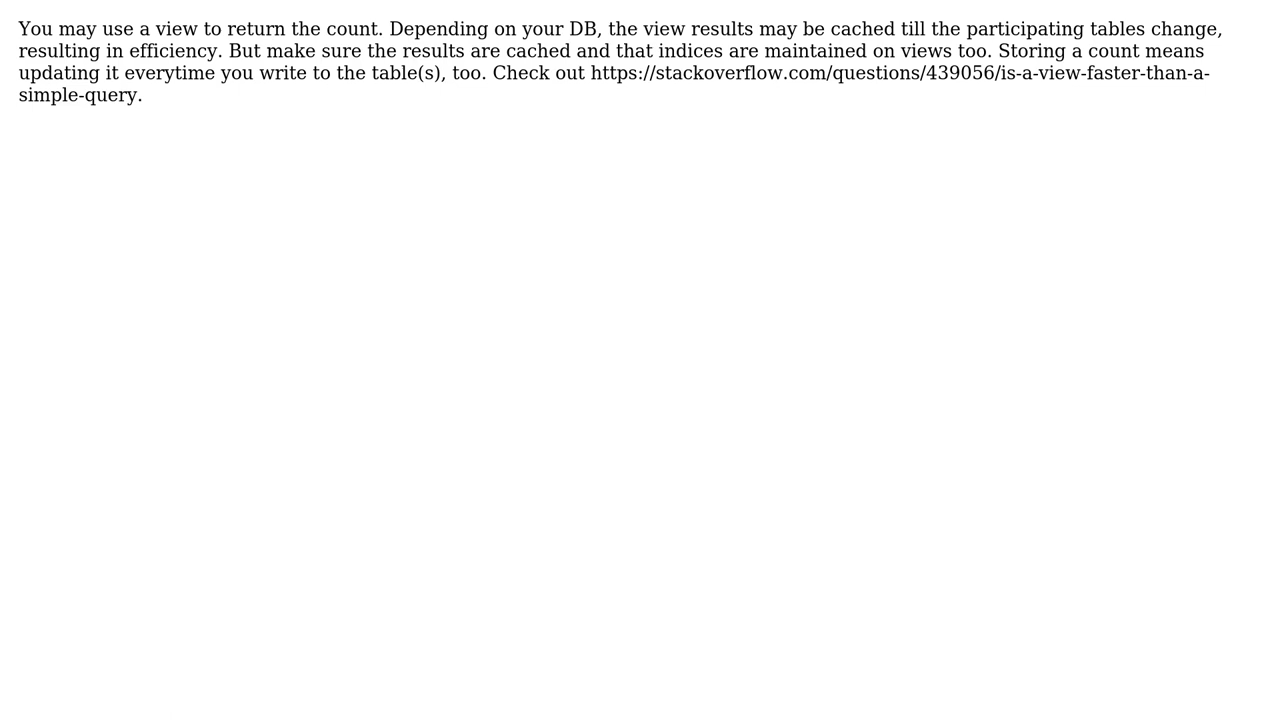 You may use a view to return the count. Depending on your DB, the view results may be cached till the participating tables change,
resulting in efficiency. But make sure the results are cached and that indices are maintained on views too. Storing a count means
updating it everytime you write to the table(s), too. Check out https://stackoverflow.com/questions/439056/is-a-view-faster-than-a-
simple-query.